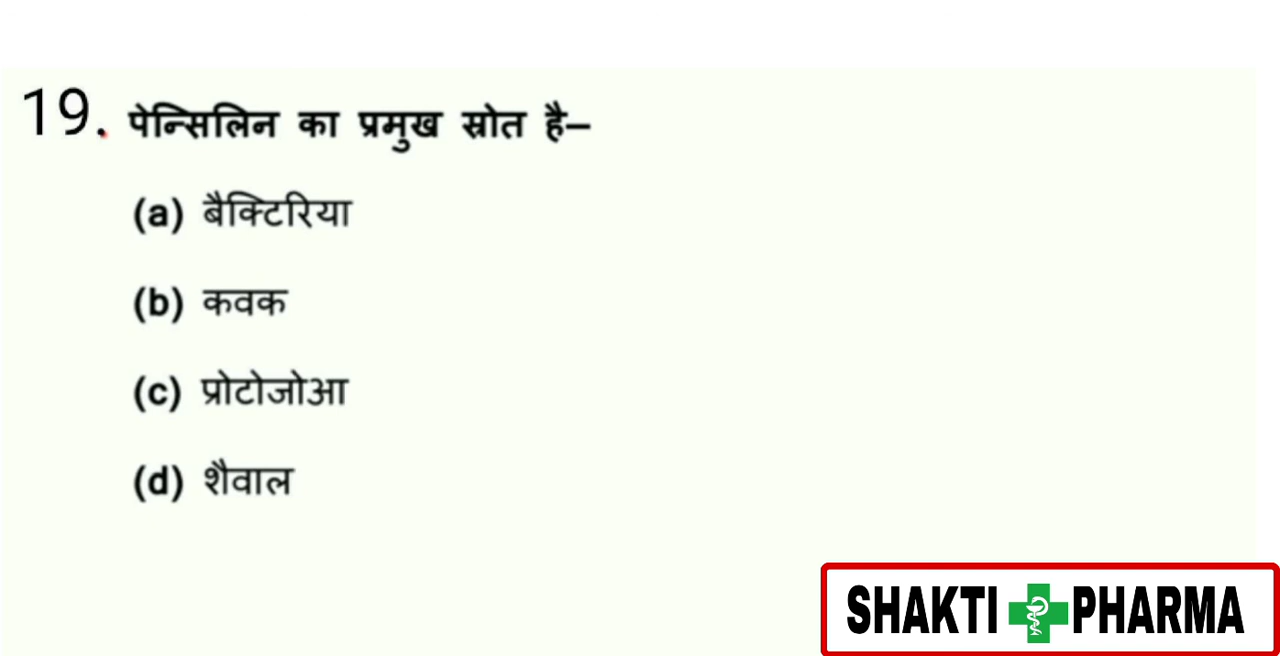 19. पेन्सिलिन का प्रमुख स्रोत है–
(a) बैक्टिरिया
(b) कवक
(c) प्रोटोजोआ
(d) शैवाल
SHAKTI PHARMA